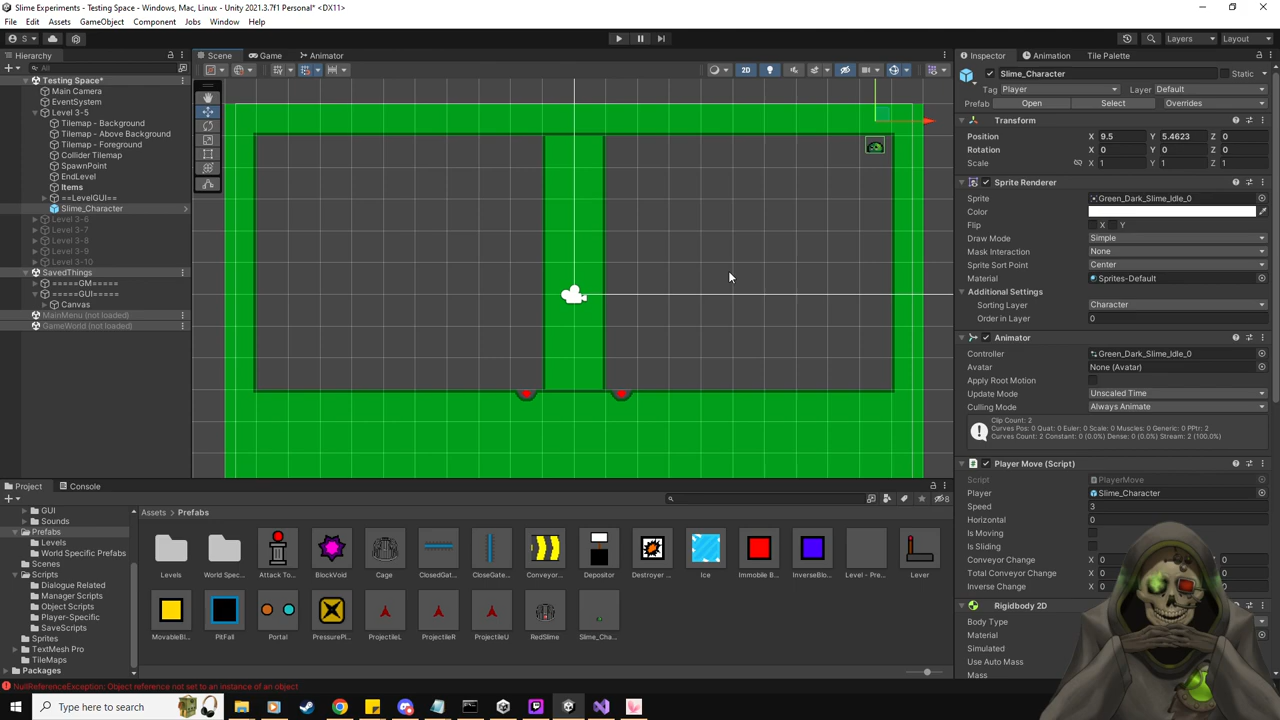 Slime Experiments - Testing Space - Windows, Mac, Linux - Unity 2021.3.7f1 Personal* <DX11>
File Edit Assets GameObject Component Jobs Window Help
S Layers Layout
Hierarchy Scene Game Animator Inspector Animation Tile Palette
All 2D
Slime_Character Static
Tag Player Layer Default
Prefab Open Select Overrides
Testing Space*
Main Camera
EventSystem
Level 3-5
Tilemap - Background
Tilemap - Above Background
Tilemap - Foreground
Collider Tilemap
SpawnPoint
EndLevel
Items
==LevelGUI==
Slime_Character
Level 3-6
Level 3-7
Level 3-8
Level 3-9
Level 3-10
SavedThings
=====GM=====
=====GUI=====
Canvas
MainMenu (not loaded)
GameWorld (not loaded)
Transform
Position X 9.5 Y 5.4623 Z 0
Rotation X 0 Y 0 Z 0
Scale X 1 Y 1 Z 1
Sprite Renderer
Sprite Green_Dark_Slime_Idle_0
Color
Flip X Y
Draw Mode Simple
Mask Interaction None
Sprite Sort Point Center
Material Sprites-Default
Additional Settings
Sorting Layer Character
Order in Layer 0
Animator
Controller Green_Dark_Slime_Idle_0
Avatar None (Avatar)
Apply Root Motion
Update Mode Unscaled Time
Culling Mode Always Animate
Clip Count: 2
Curves Pos: 0 Quat: 0 Euler: 0 Scale: 0 Muscles: 0 Generic: 0 PPtr: 2
Curves Count: 2 Constant: 0 (0.0%) Dense: 0 (0.0%) Stream: 2 (100.0%)
Player Move (Script)
Script PlayerMove
Player Slime_Character
Speed 3
Horizontal 0
Is Moving
Is Sliding
Conveyor Change X 0 0
Total Conveyor Change X 0 0
Inverse Change X 0 0
Rigidbody 2D
Body Type
Material
Simulated
Use Auto Mass
Mass
Project Console
8
GUI
Sounds
Prefabs
Levels
World Specific Prefabs
Scenes
Scripts
Dialogue Related
Manager Scripts
Object Scripts
Player-Specific
SaveScripts
Sprites
TextMesh Pro
TileMaps
Packages
Assets > Prefabs
Levels World Spec... Attack To... BlockVoid Cage ClosedGat... CloseGate... Conveyor... Depositor Destroyer ... Ice Immobile B... InverseBlo... Level - Pre... Lever
MovableBl... PitFall Portal PressurePl... ProjectileL ProjectileR ProjectileU RedSlime Slime_Cha...
NullReferenceException: Object reference not set to an instance of an object
Type here to search